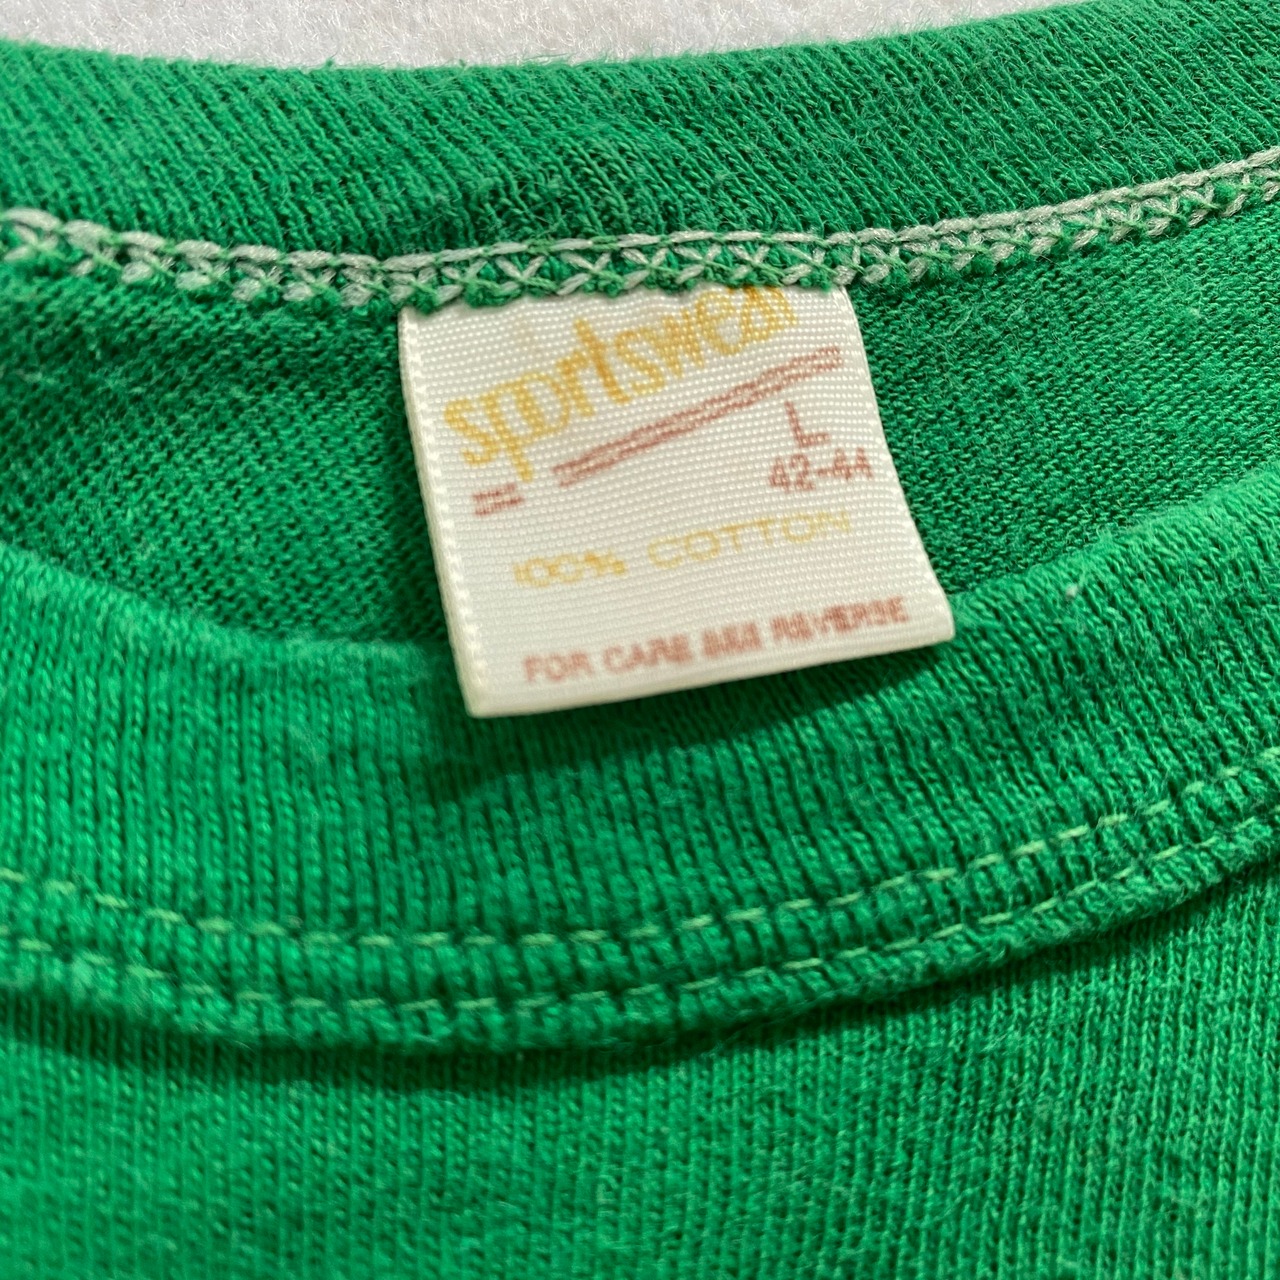 sportswear
L
42-44
100% COTTON
FOR CARE SEE REVERSE